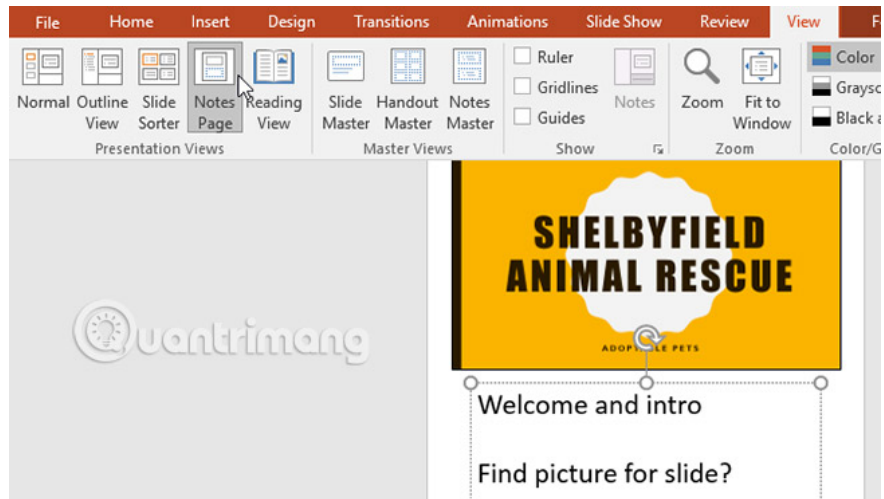 File Home Insert Design Transitions Animations Slide Show Review View
Normal Outline View Slide Sorter Notes Page Reading View Slide Master Handout Master Notes Master Ruler Gridlines Guides Notes Zoom Fit to Window Color
Presentation Views Master Views Show Zoom Color/G
Quantrimang
SHELBYFIELD
ANIMAL RESCUE
Welcome and intro
Find picture for slide?